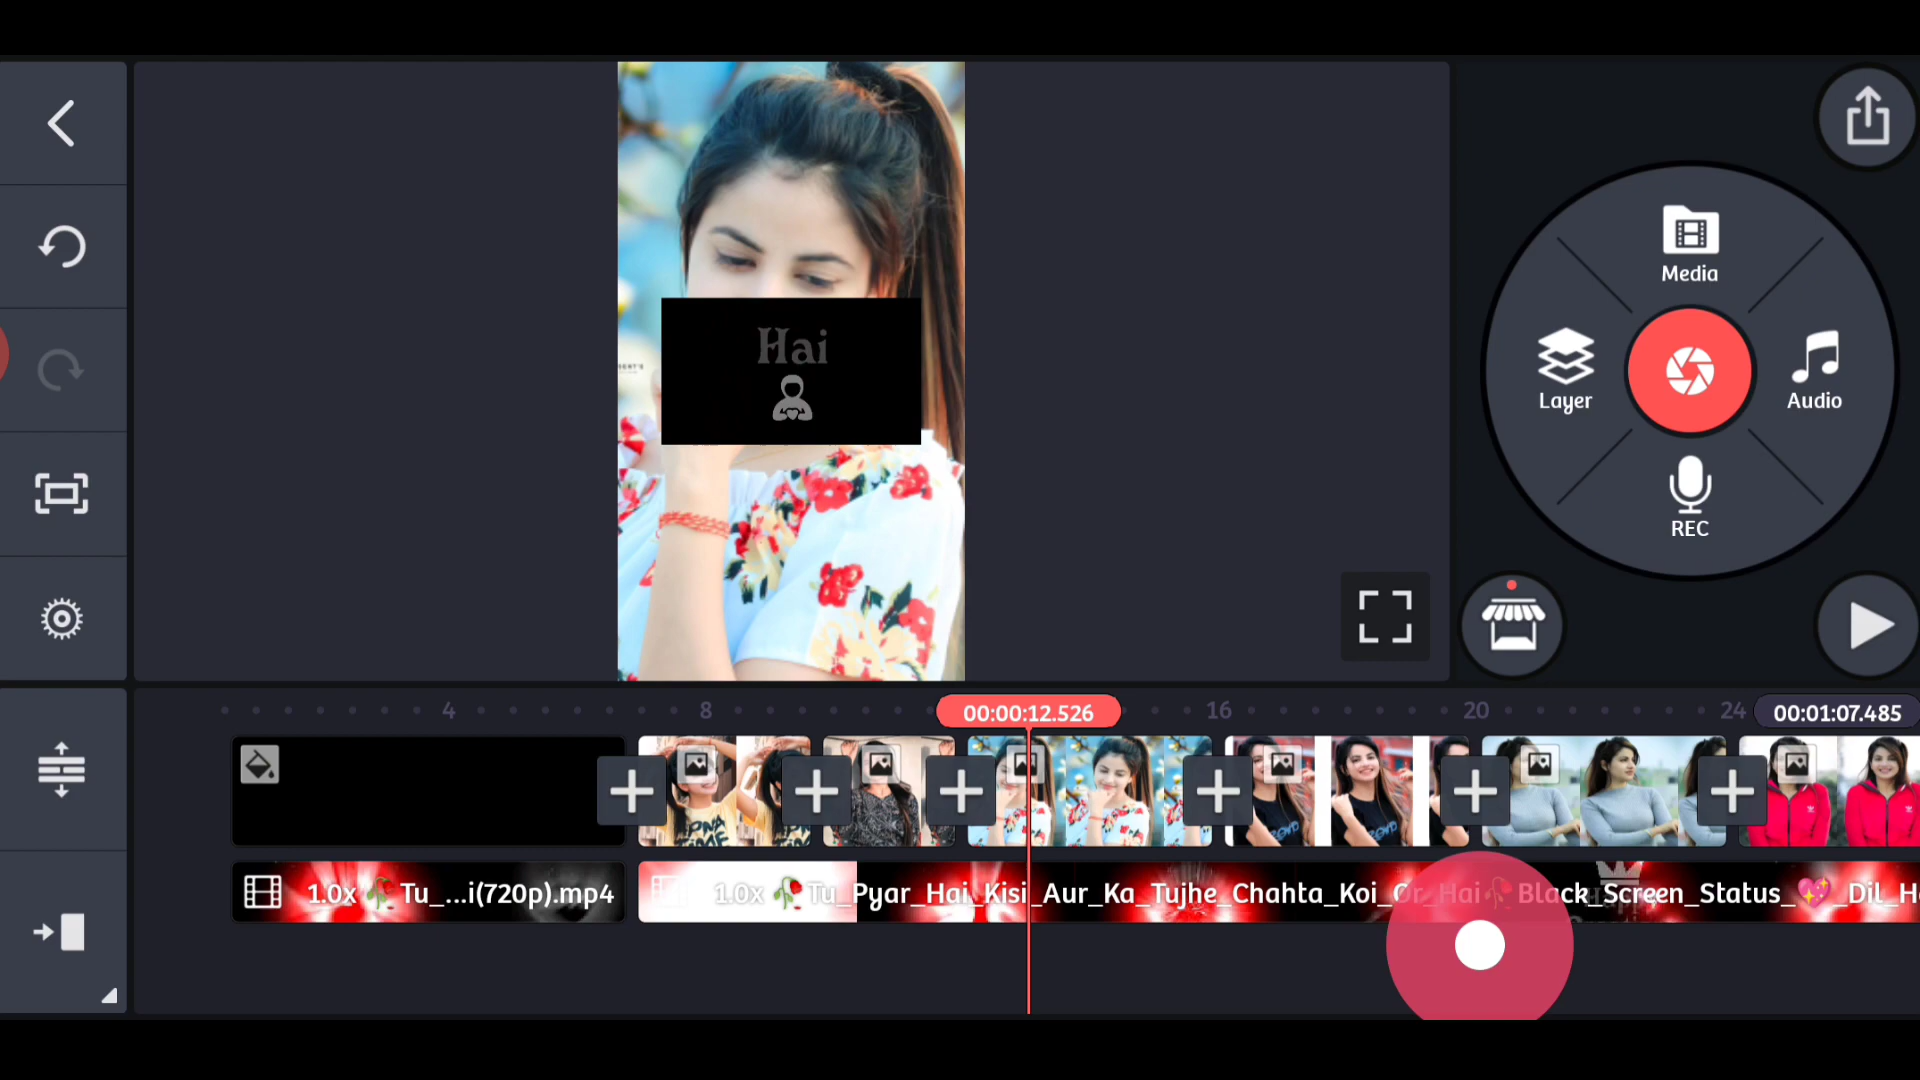 Hai
Media
Layer
Audio
REC
4
8
00:00:12.526
16
20
24
00:01:07.485
1.0x 🥀Tu_...i(720p).mp4
1.0x 🥀Tu_Pyar_Hai_Kisi_Aur_Ka_Tujhe_Chahta_Koi_Or_Hai🥀Black_Screen_Status_💖_Dil_H